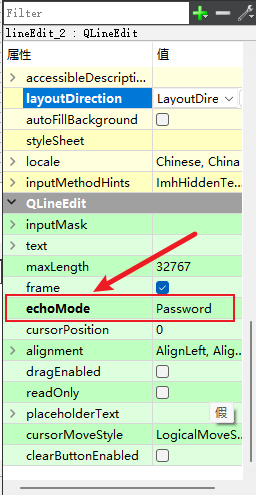 Filter
lineEdit_2 : QLineEdit
属性 值
accessibleDescripti...
layoutDirection LayoutDire
autoFillBackground
styleSheet
locale Chinese, China
inputMethodHints ImhHiddenTe...
QLineEdit
inputMask
text
maxLength 32767
frame
echoMode Password
cursorPosition 0
alignment AlignLeft, Alig...
dragEnabled
readOnly
placeholderText
假
cursorMoveStyle LogicalMoveS...
clearButtonEnabled